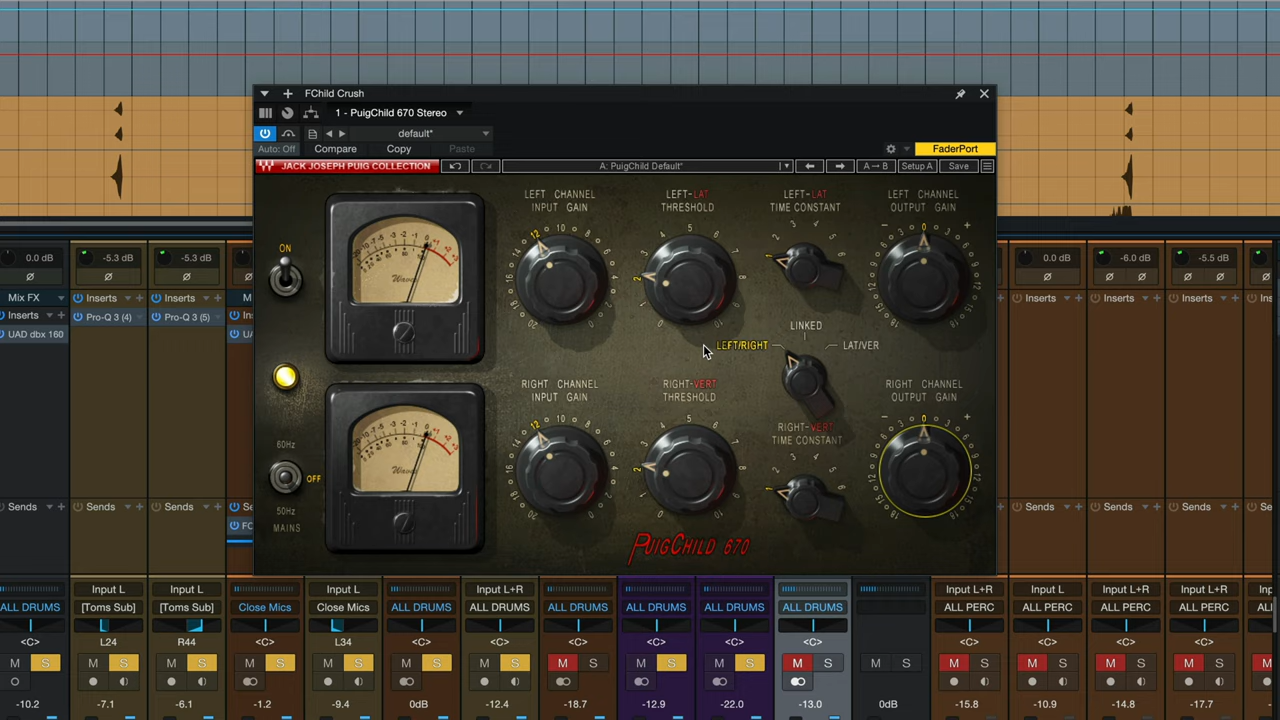 FChild Crush
1 - PuigChild 670 Stereo
default*
Auto: Off Compare Copy Paste FaderPort
JACK JOSEPH PUIG COLLECTION A: PuigChild Default* A→B Setup A Save
LEFT CHANNEL INPUT GAIN
LEFT-LAT THRESHOLD
LEFT-LAT TIME CONSTANT
LEFT CHANNEL OUTPUT GAIN
ON
Waves
LINKED
LEFT/RIGHT LAT/VER
RIGHT CHANNEL INPUT GAIN
RIGHT-VERT THRESHOLD
RIGHT-VERT TIME CONSTANT
RIGHT CHANNEL OUTPUT GAIN
60Hz
OFF
50Hz
MAINS
Waves
PUIGCHILD 670
0.0 dB -5.3 dB -5.3 dB 0.0 dB -6.0 dB -5.5 dB
Mix FX Inserts Inserts Inserts Inserts Inserts
Inserts Pro-Q 3 (4) Pro-Q 3 (5)
UAD dbx 160
Sends Sends Sends Sends Sends Sends
Input L Input L Input L Input L+R Input L+R Input L Input L+R Input L+R
ALL DRUMS [Toms Sub] [Toms Sub] Close Mics Close Mics ALL DRUMS ALL DRUMS ALL DRUMS ALL DRUMS ALL DRUMS ALL DRUMS ALL PERC ALL PERC ALL PERC ALL PERC
<C> L24 R44 <C> L34 <C> <C> <C> <C> <C> <C> <C> <C> <C> <C>
M S M S M S M S M S M S M S M S M S M S M S M S M S M S M S M S
-10.2 -7.1 -6.1 -1.2 -9.4 0dB -12.4 -18.7 -12.9 -22.0 -13.0 0dB -15.8 -10.9 -14.8 -17.7